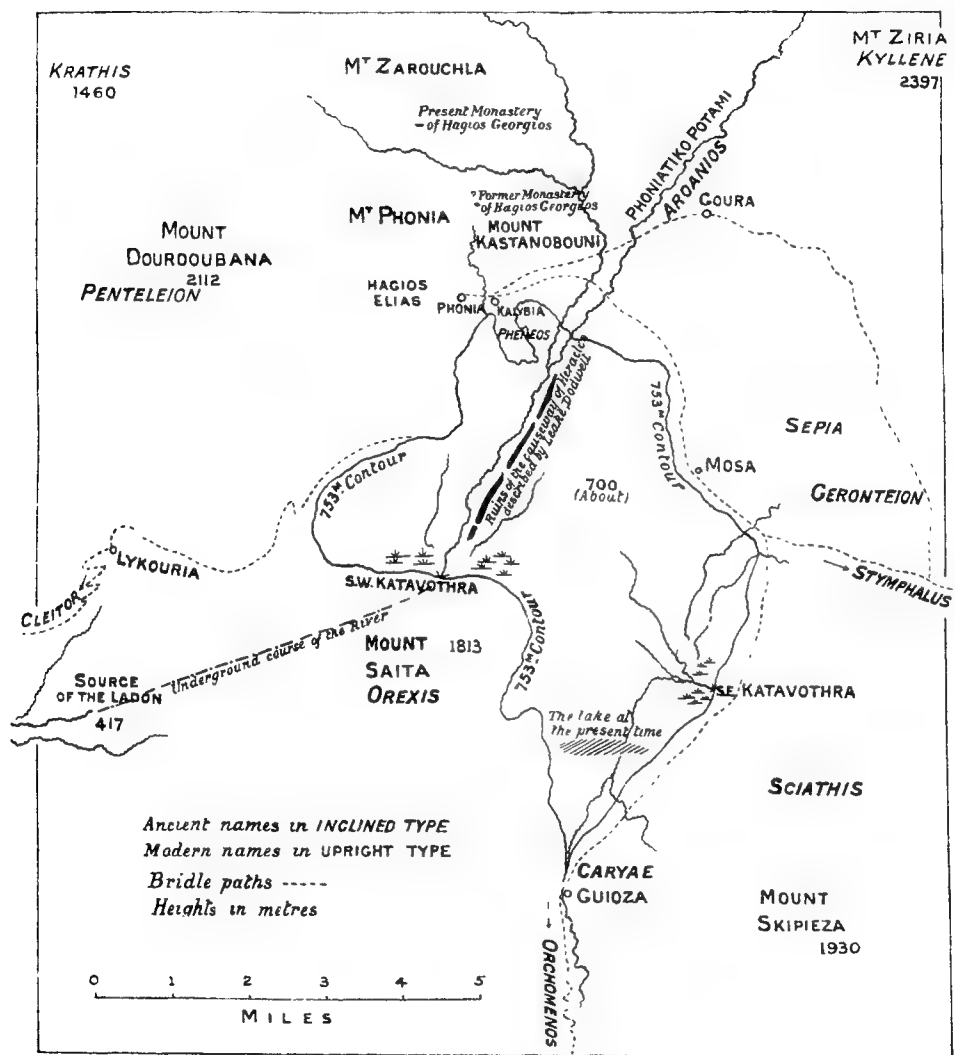 KRATHIS
1460
MT ZAROUCHLA
MT ZIRIA
KYLLENE
2397
Present Monastery
of Hagios Georgios
PHONIATIKO POTAMI
AROANIOS
Former Monastery
of Hagios Georgios
MT PHONIA
MOUNT
KASTANOBOUNI
GOURA
MOUNT
DOURDOUBANA
2112
PENTELEION
HAGIOS
ELIAS
PHONIA
KALYBIA
PHENEOS
Ruins of the causeway of Heracles
described by Leake Dodwell
753M Contour
753M Contour
SEPIA
MOSA
700
(About)
GERONTEION
LYKOURIA
CLEITOR
S.W. KATAVOTHRA
STYMPHALUS
Underground course of the River
MOUNT 1813
SAITA
OREXIS
753M Contour
SOURCE
OF THE LADON
417
S.E. KATAVOTHRA
The lake at
the present time
SCIATHIS
Ancient names in INCLINED TYPE
Modern names in UPRIGHT TYPE
Bridle paths -----
Heights in metres
CARYAE
GUIOZA
MOUNT
SKIPIEZA
1930
ORCHOMENOS
0 1 2 3 4 5
MILES